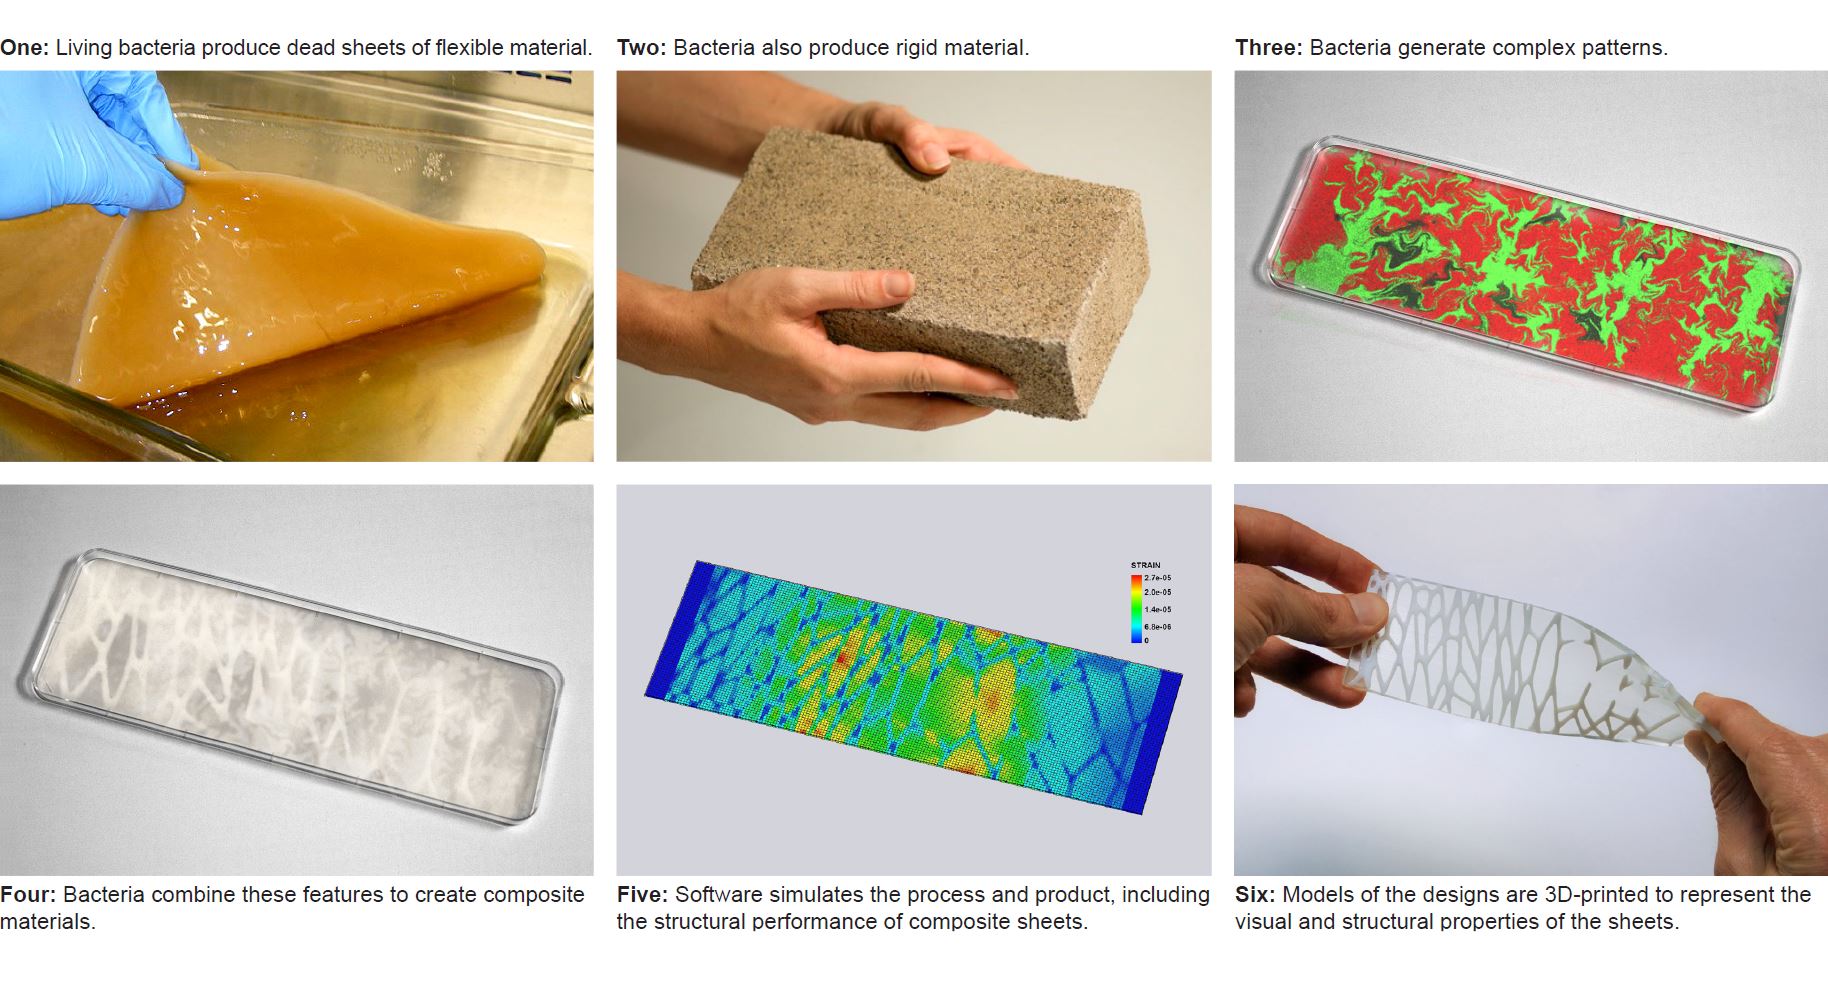 One: Living bacteria produce dead sheets of flexible material.
Two: Bacteria also produce rigid material.
Three: Bacteria generate complex patterns.
STRAIN
2.7e-05
2.0e-05
1.4e-05
6.8e-06
0
Four: Bacteria combine these features to create composite
materials.
Five: Software simulates the process and product, including
the structural performance of composite sheets.
Six: Models of the designs are 3D-printed to represent the
visual and structural properties of the sheets.